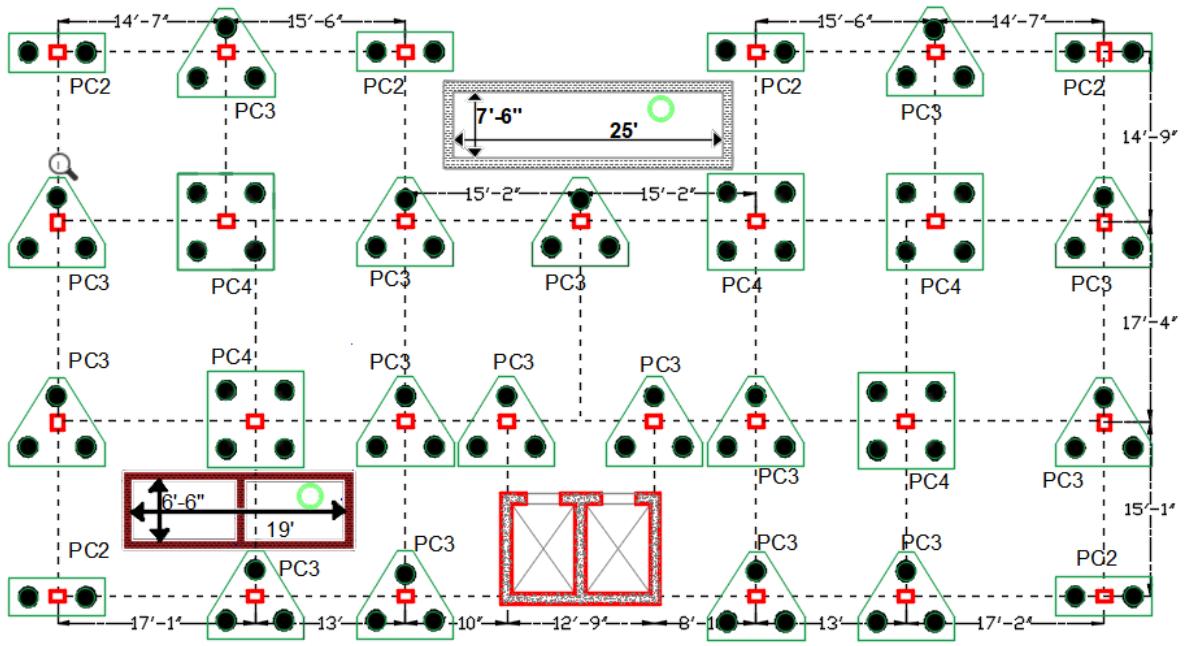 14'-7" 15'-6" 15'-6" 14'-7"
PC2 PC3 PC2 PC2 PC3 PC2
7'-6"
25'
14'-9"
15'-2" 15'-2"
PC3 PC4 PC3 PC3 PC4 PC4 PC3
17'-4"
PC3 PC4 PC3 PC3 PC3
PC3 PC4 PC3
6'-6"
19'
15'-1"
PC2 PC3 PC3 PC3 PC3 PC2
17'-1" 13' 10" 12'-9" 13' 17'-2"